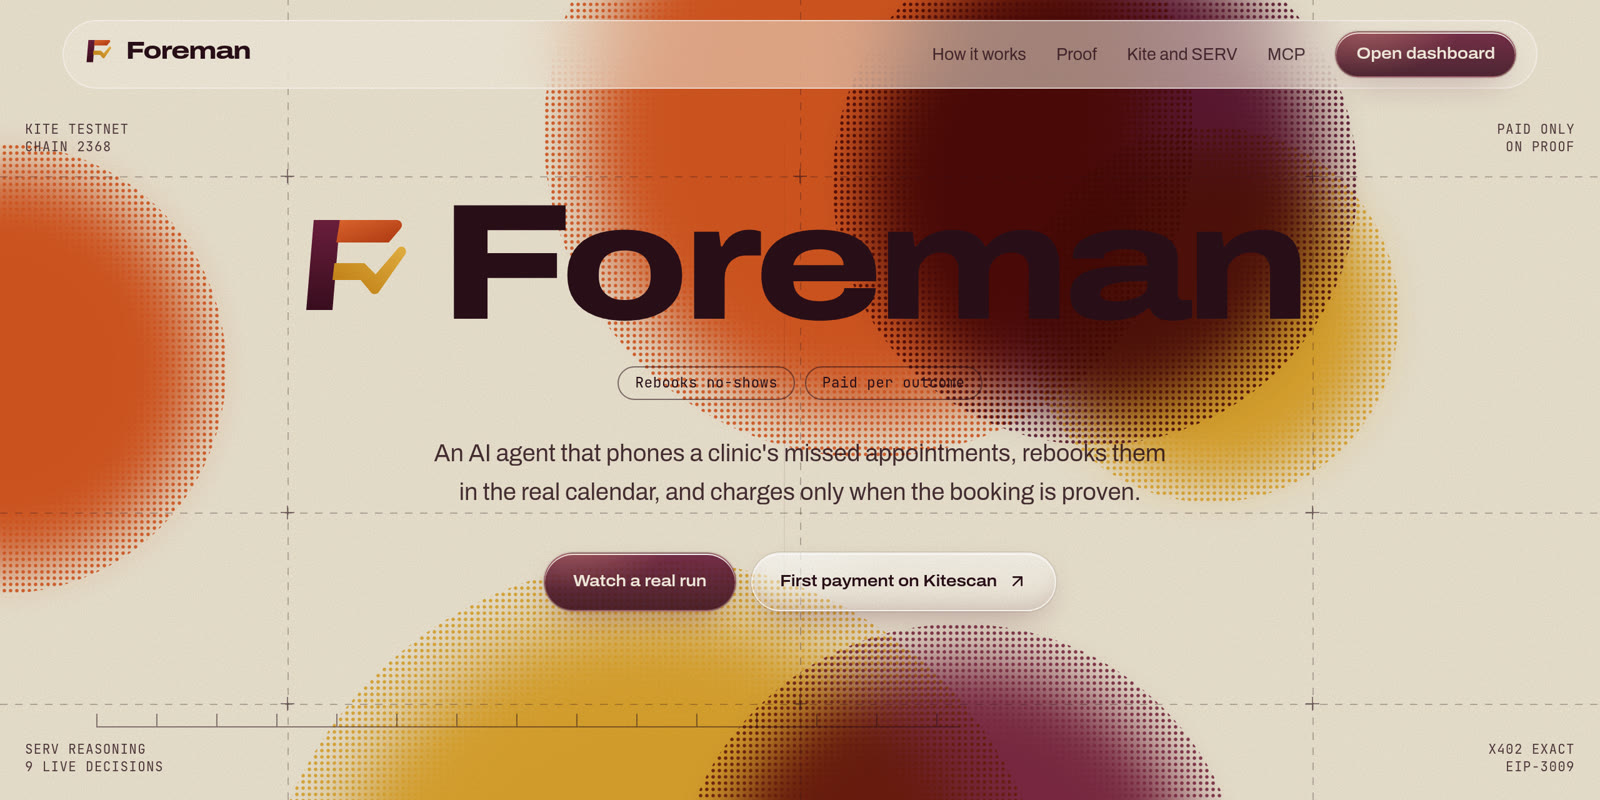 Foreman
How it works
Proof
Kite and SERV
MCP
Open dashboard
KITE TESTNET
CHAIN 2368
PAID ONLY
ON PROOF
Foreman
Rebooks no-shows
Paid per outcome
An AI agent that phones a clinic's missed appointments, rebooks them
in the real calendar, and charges only when the booking is proven.
Watch a real run
First payment on Kitescan
SERV REASONING
9 LIVE DECISIONS
X402 EXACT
EIP-3009